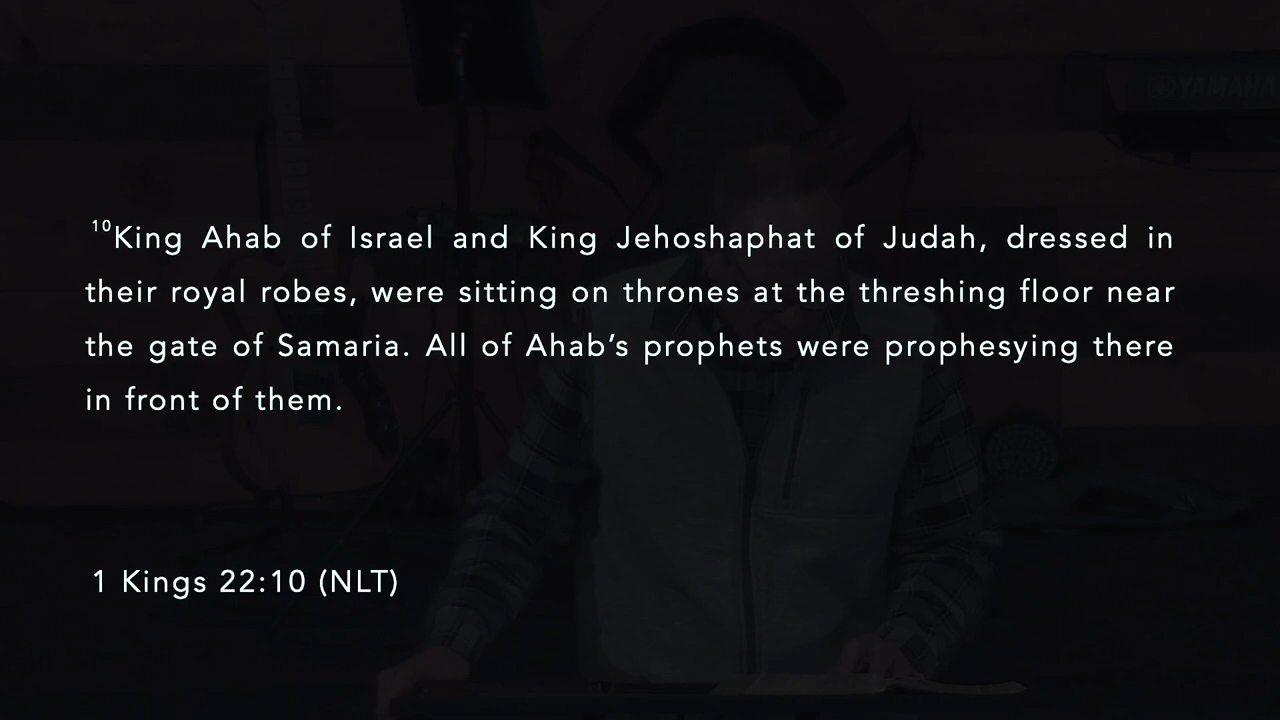 YAMAHA
¹⁰King Ahab of Israel and King Jehoshaphat of Judah, dressed in
their royal robes, were sitting on thrones at the threshing floor near
the gate of Samaria. All of Ahab’s prophets were prophesying there
in front of them.
1 Kings 22:10 (NLT)